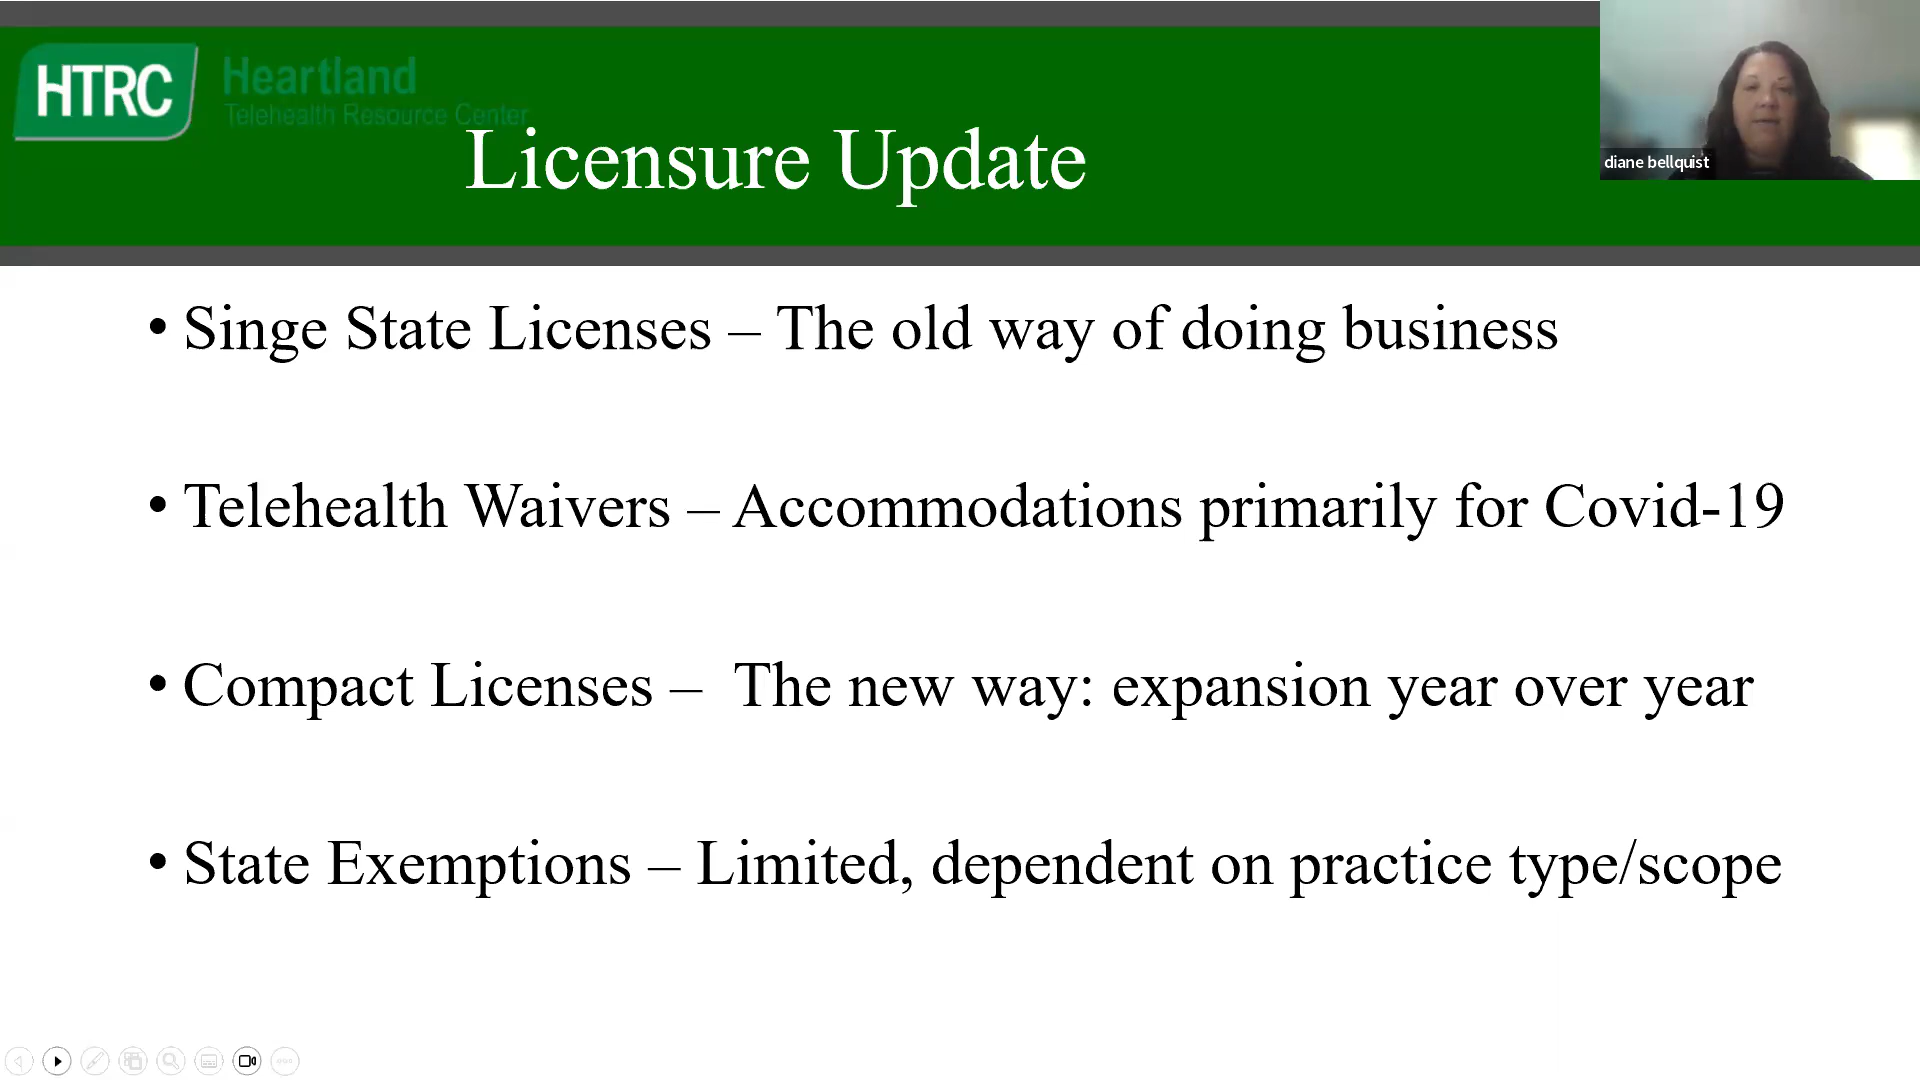 HTRC
Heartland
Telehealth Resource Center
Licensure Update
diane bellquist
• Singe State Licenses – The old way of doing business
• Telehealth Waivers – Accommodations primarily for Covid-19
• Compact Licenses –  The new way: expansion year over year
• State Exemptions – Limited, dependent on practice type/scope